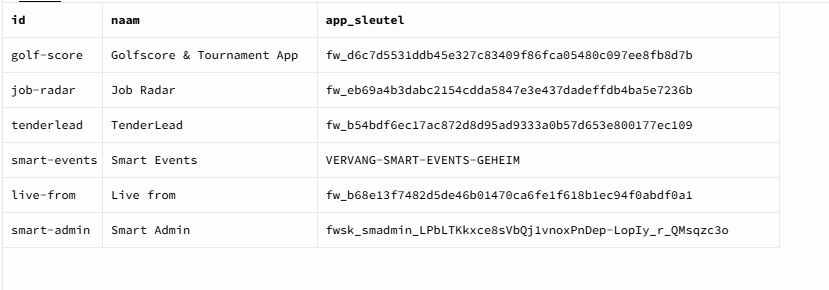 id naam app_sleutel
golf-score Golfscore & Tournament App fw_d6c7d5531ddb45e327c83409f86fca05480c097ee8fb8d7b
job-radar Job Radar fw_eb69a4b3dabc2154cdda5847e3e437dadeffdb4ba5e7236b
tenderlead TenderLead fw_b54bdf6ec17ac872d8d95ad9333a0b57d653e800177ec109
smart-events Smart Events VERVANG-SMART-EVENTS-GEHEIM
live-from Live from fw_b68e13f7482d5de46b01470ca6fe1f618b1ec94f0abdf0a1
smart-admin Smart Admin fwsk_smadmin_LPbLTKkxce8sVbQj1vnoxPnDep-LopIy_r_QMsqzc3o